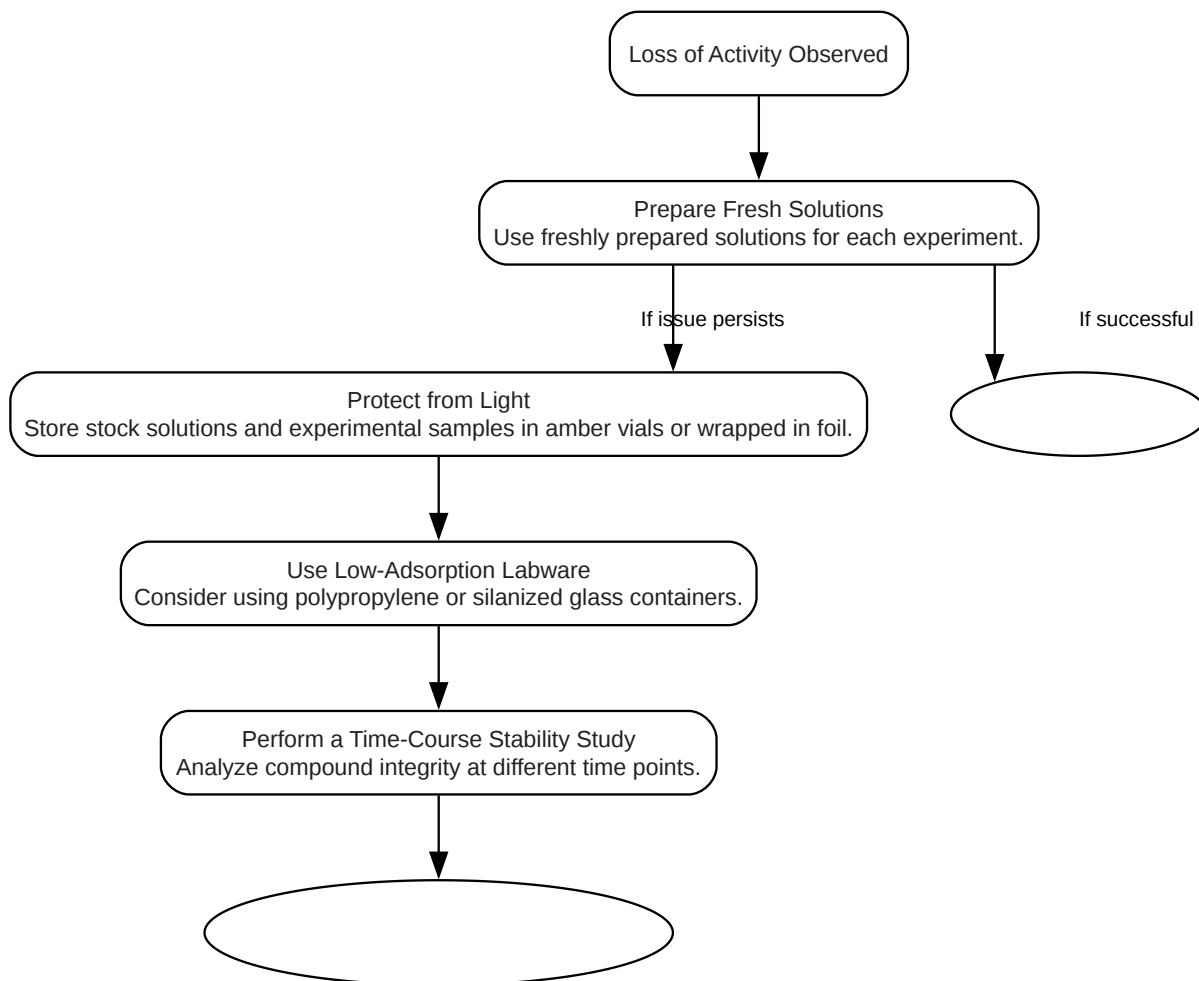 Loss of Activity Observed
Prepare Fresh Solutions
Use freshly prepared solutions for each experiment.
If issue persists
If successful
Protect from Light
Store stock solutions and experimental samples in amber vials or wrapped in foil.
Use Low-Adsorption Labware
Consider using polypropylene or silanized glass containers.
Perform a Time-Course Stability Study
Analyze compound integrity at different time points.